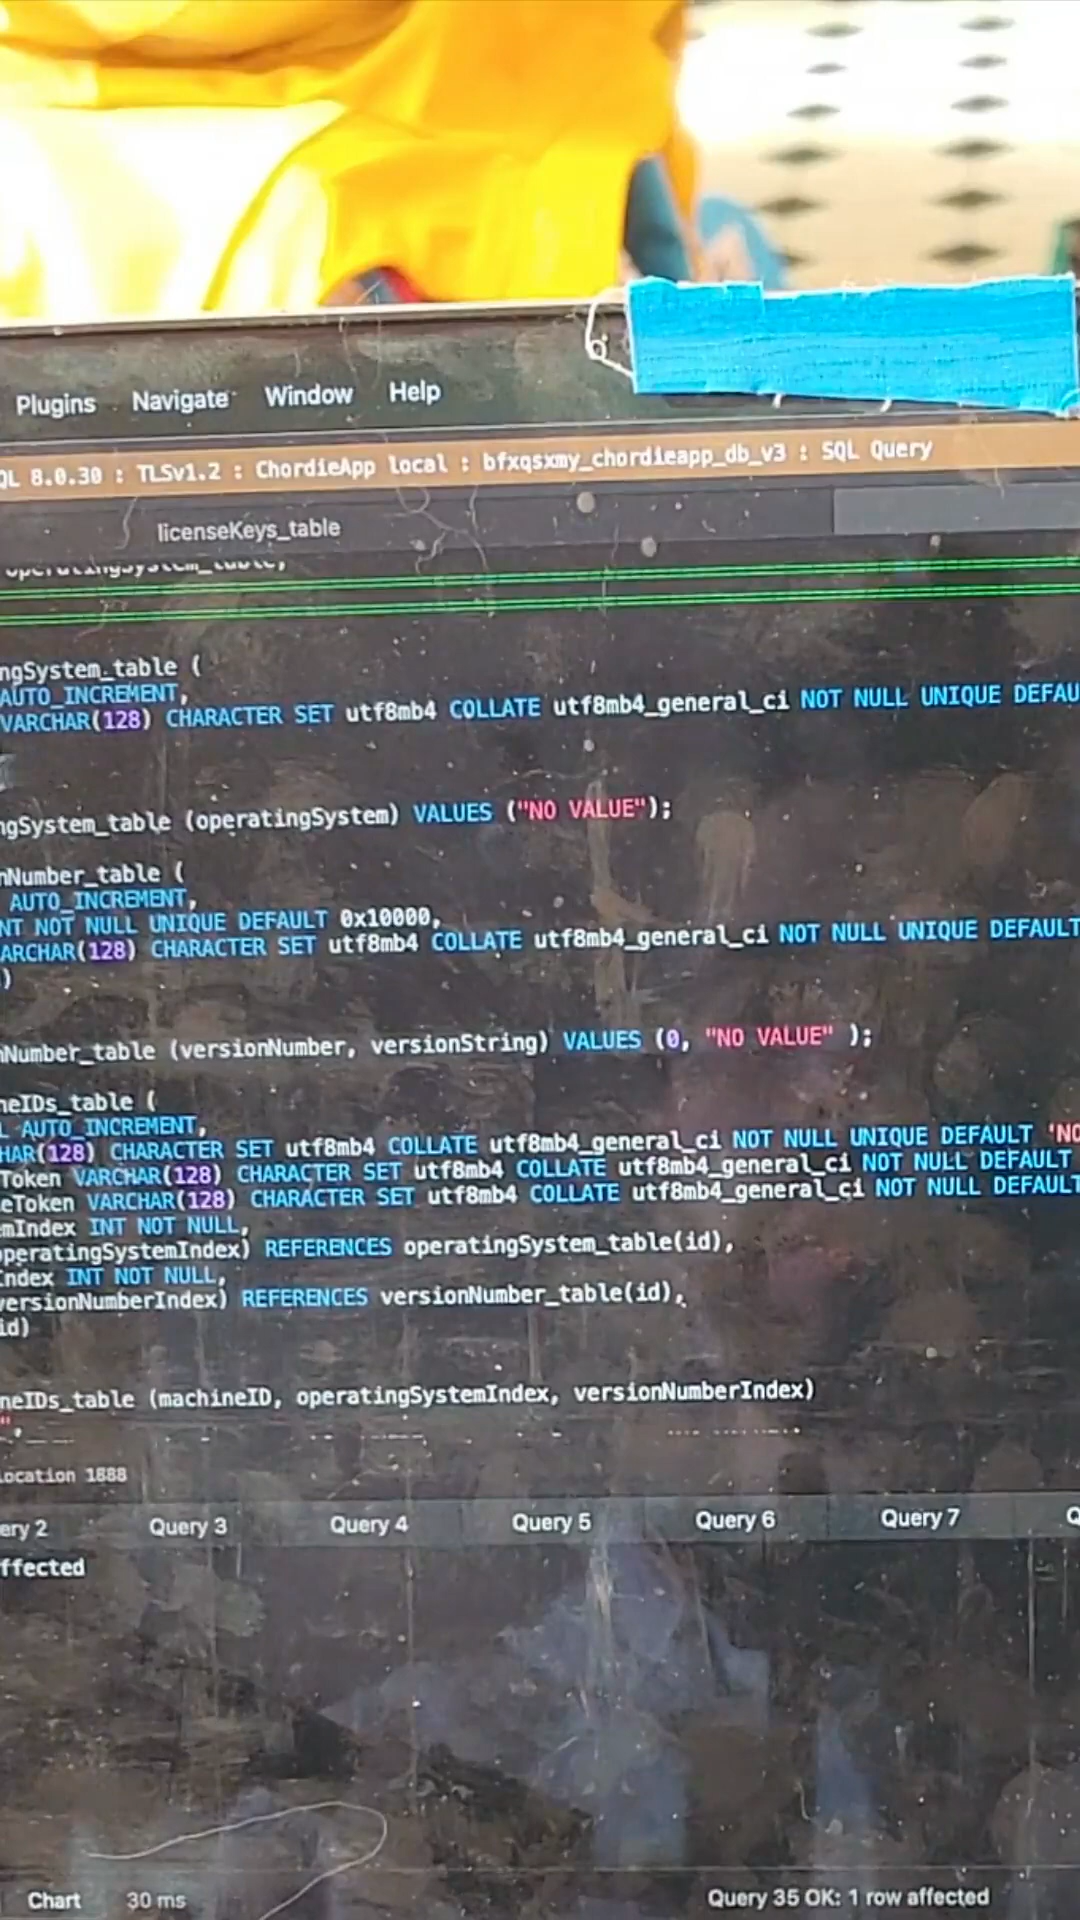 Plugins Navigate Window Help
QL 8.0.30 : TLSv1.2 : ChordieApp local : bfxqsxmy_chordieapp_db_v3 : SQL Query
licenseKeys_table
operatingSystem_table;
ngSystem_table (
AUTO_INCREMENT,
VARCHAR(128) CHARACTER SET utf8mb4 COLLATE utf8mb4_general_ci NOT NULL UNIQUE DEFAU
ngSystem_table (operatingSystem) VALUES ("NO VALUE");
nNumber_table (
AUTO_INCREMENT,
NT NOT NULL UNIQUE DEFAULT 0x10000,
ARCHAR(128) CHARACTER SET utf8mb4 COLLATE utf8mb4_general_ci NOT NULL UNIQUE DEFAULT
)
nNumber_table (versionNumber, versionString) VALUES (0, "NO VALUE" );
neIDs_table (
L AUTO_INCREMENT,
HAR(128) CHARACTER SET utf8mb4 COLLATE utf8mb4_general_ci NOT NULL UNIQUE DEFAULT 'NO
Token VARCHAR(128) CHARACTER SET utf8mb4 COLLATE utf8mb4_general_ci NOT NULL DEFAULT
eToken VARCHAR(128) CHARACTER SET utf8mb4 COLLATE utf8mb4_general_ci NOT NULL DEFAULT
emIndex INT NOT NULL,
operatingSystemIndex) REFERENCES operatingSystem_table(id),
Index INT NOT NULL,
versionNumberIndex) REFERENCES versionNumber_table(id),
id)
neIDs_table (machineID, operatingSystemIndex, versionNumberIndex)
location 1888
ery 2 Query 3 Query 4 Query 5 Query 6 Query 7 Q
ffected
Chart 30 ms Query 35 OK: 1 row affected